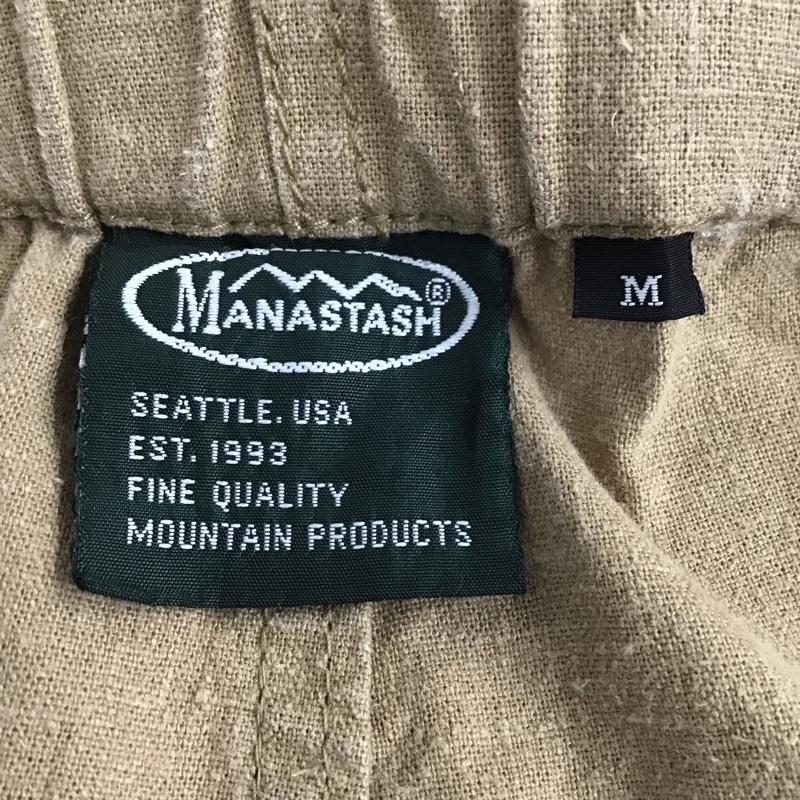 MANASTASH®
M
SEATTLE. USA
EST. 1993
FINE QUALITY
MOUNTAIN PRODUCTS